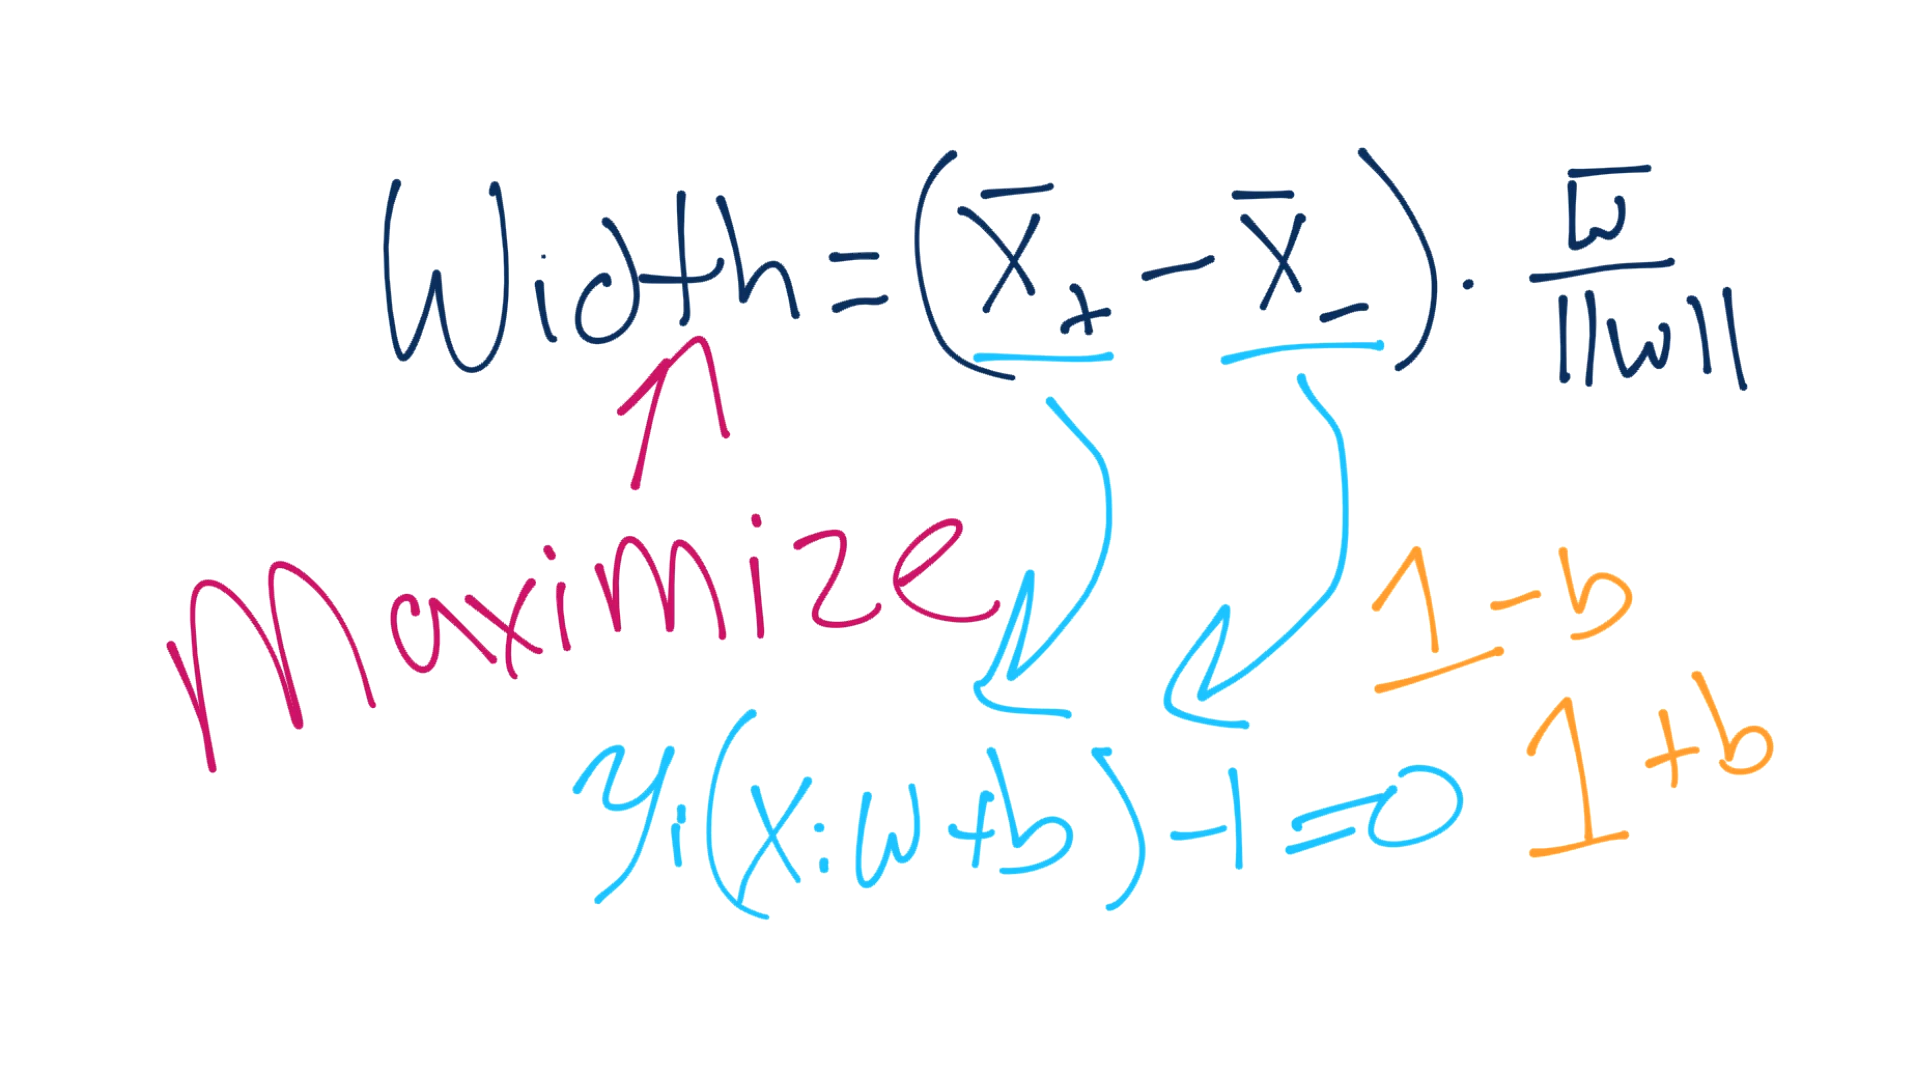 Width = (X̅₊ - X̅₋) · w̅ / ||w||
Maximize
1 - b
yᵢ(xᵢ w + b) - 1 = 0
1 + b